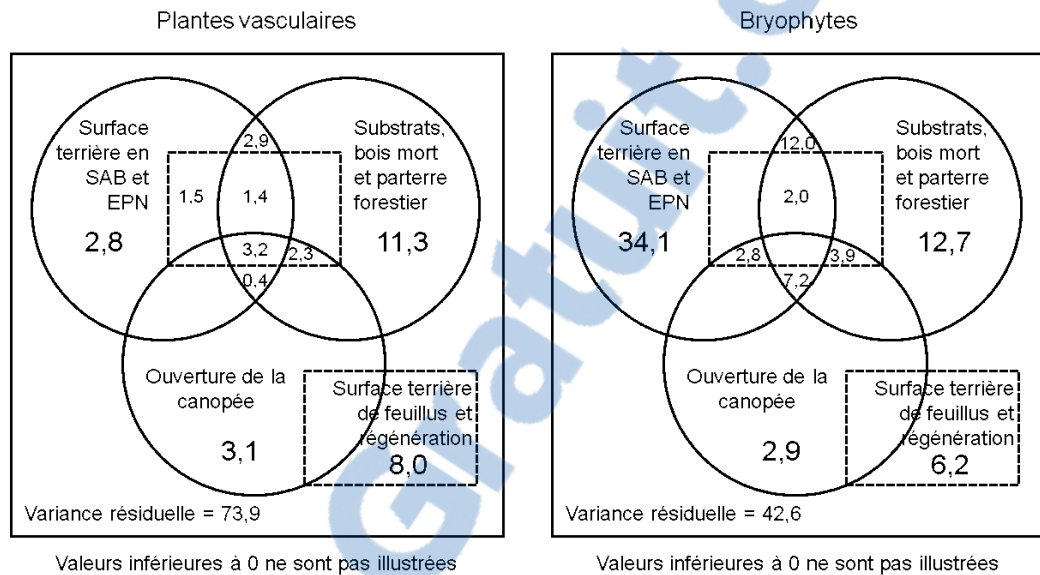 Plantes vasculaires
Surface
terrière en
SAB et
EPN
2,8
2,9
1,5
1,4
3,2
2,3
0,4
Substrats,
bois mort
et parterre
forestier
11,3
Ouverture de la
canopée
3,1
Surface terrière
de feuillus et
régénération
8,0
Variance résiduelle = 73,9
Valeurs inférieures à 0 ne sont pas illustrées
Bryophytes
Surface
terrière en
SAB et
EPN
34,1
12,0
2,0
2,8
3,9
7,2
Substrats,
bois mort
et parterre
forestier
12,7
Ouverture de la
canopée
2,9
Surface terrière
de feuillus et
régénération
6,2
Variance résiduelle = 42,6
Valeurs inférieures à 0 ne sont pas illustrées
Gratuit.